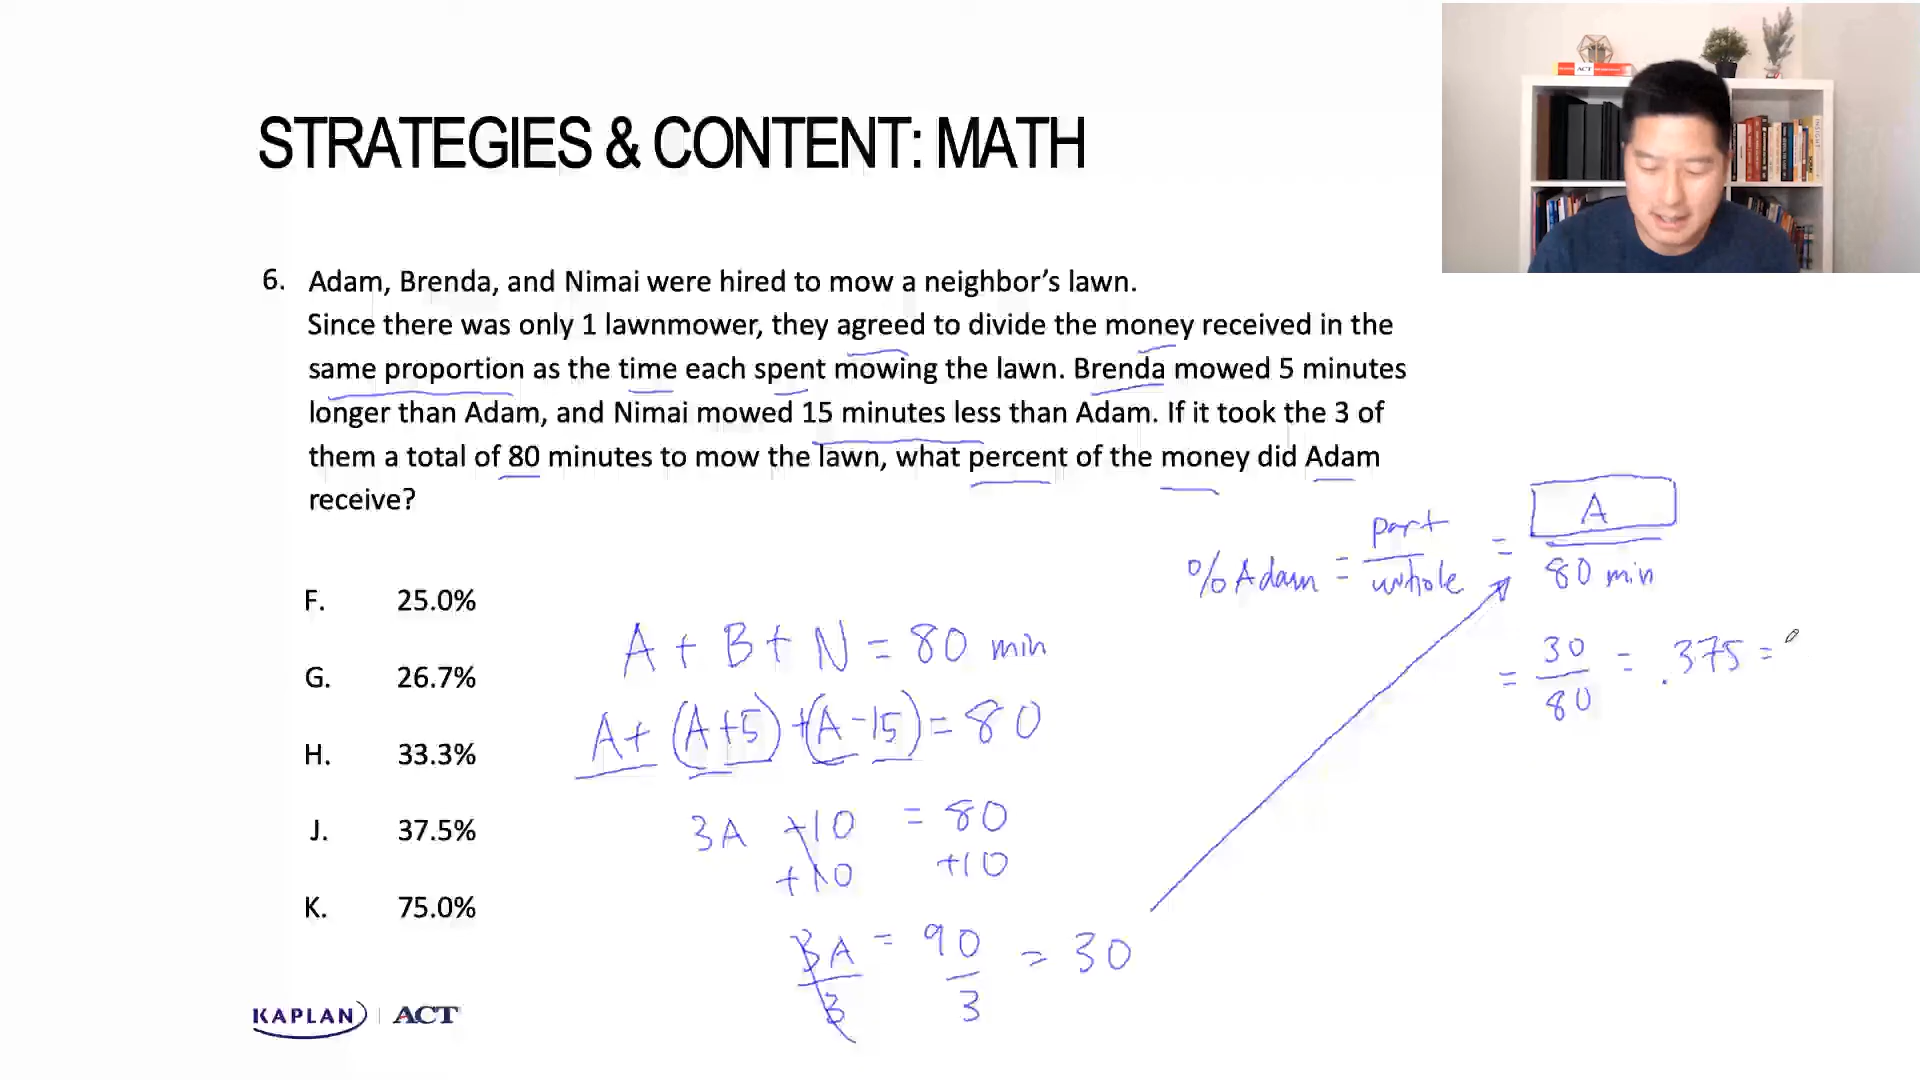 STRATEGIES & CONTENT: MATH
6. Adam, Brenda, and Nimai were hired to mow a neighbor's lawn.
Since there was only 1 lawnmower, they agreed to divide the money received in the
same proportion as the time each spent mowing the lawn. Brenda mowed 5 minutes
longer than Adam, and Nimai mowed 15 minutes less than Adam. If it took the 3 of
them a total of 80 minutes to mow the lawn, what percent of the money did Adam
receive?
F. 25.0%
G. 26.7%
H. 33.3%
J. 37.5%
K. 75.0%
A + B + N = 80 min
A + (A + 5) + (A - 15) = 80
3A - 10 = 80
+10 +10
3A = 90 = 30
3 3
% Adam = part = A
whole 80 min
= 30 = .375 =
80
KAPLAN | ACT
ACT